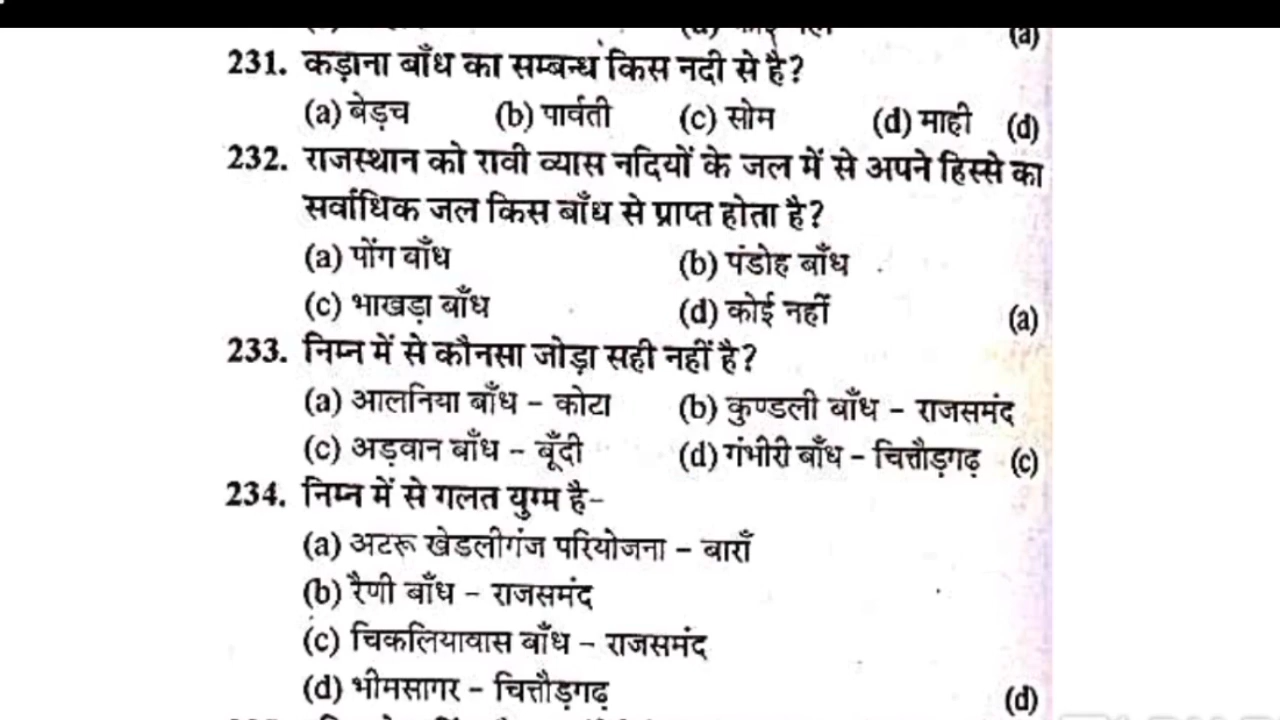 (a)
231. कड़ाना बाँध का सम्बन्ध किस नदी से है?
(a) बेड़च (b) पार्वती (c) सोम (d) माही (d)
232. राजस्थान को रावी व्यास नदियों के जल में से अपने हिस्से का
सर्वाधिक जल किस बाँध से प्राप्त होता है?
(a) पोंग बाँध (b) पंडोह बाँध
(c) भाखड़ा बाँध (d) कोई नहीं (a)
233. निम्न में से कौनसा जोड़ा सही नहीं है?
(a) आलनिया बाँध – कोटा (b) कुण्डली बाँध – राजसमंद
(c) अड़वान बाँध – बूँदी (d) गंभीरी बाँध – चित्तौड़गढ़ (c)
234. निम्न में से गलत युग्म है–
(a) अटरू खेडलीगंज परियोजना – बाराँ
(b) रैणी बाँध – राजसमंद
(c) चिकलियावास बाँध – राजसमंद
(d) भीमसागर – चित्तौड़गढ़ (d)